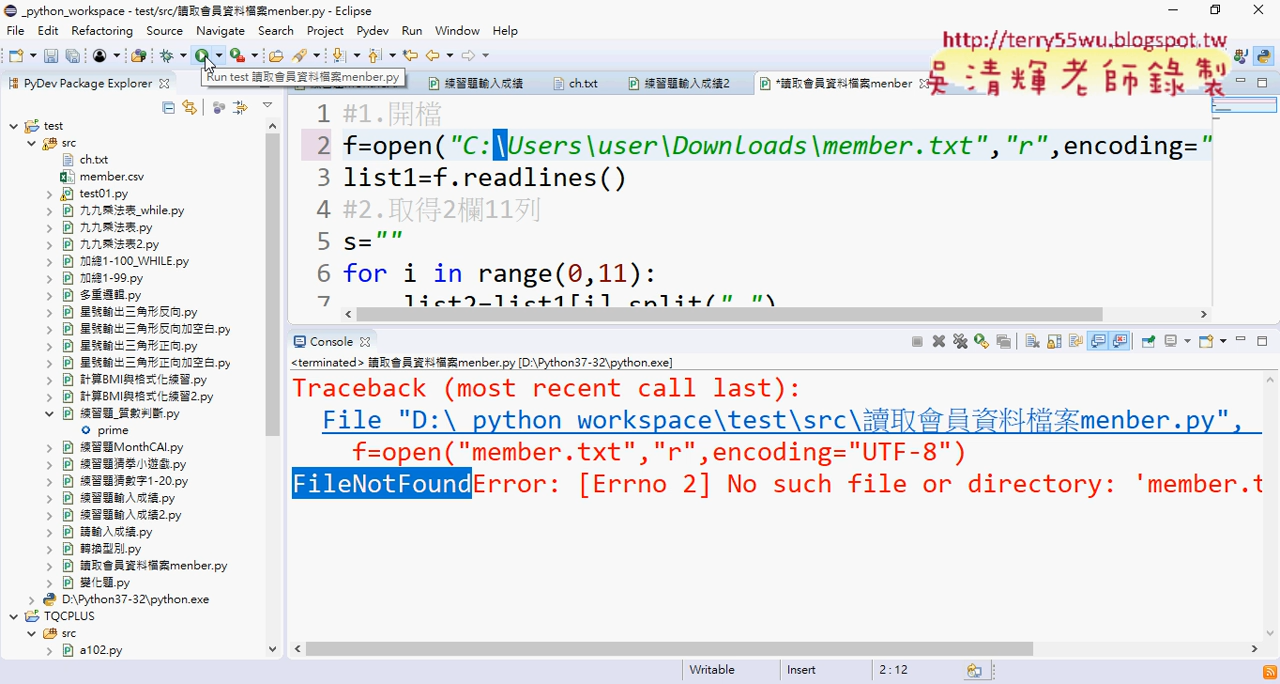 _python_workspace - test/src/讀取會員資料檔案menber.py - Eclipse
File Edit Refactoring Source Navigate Search Project Pydev Run Window Help
http://terry55wu.blogspot.tw
吳清輝老師錄製
Run test 讀取會員資料檔案menber.py
PyDev Package Explorer
練習題輸入成績
ch.txt
練習題輸入成績2
*讀取會員資料檔案menber
test
src
ch.txt
member.csv
test01.py
九九乘法表_while.py
九九乘法表.py
九九乘法表2.py
加總1-100_WHILE.py
加總1-99.py
多重邏輯.py
星號輸出三角形反向.py
星號輸出三角形反向加空白.py
星號輸出三角形正向.py
星號輸出三角形正向加空白.py
計算BMI與格式化練習.py
計算BMI與格式化練習2.py
練習題_質數判斷.py
prime
練習題MonthCAI.py
練習題猜拳小遊戲.py
練習題猜數字1-20.py
練習題輸入成績.py
練習題輸入成績2.py
請輸入成績.py
轉換型別.py
讀取會員資料檔案menber.py
變化題.py
D:\Python37-32\python.exe
TQCPLUS
src
a102.py
1 #1.開檔
2 f=open("C:\Users\user\Downloads\member.txt","r",encoding="
3 list1=f.readlines()
4 #2.取得2欄11列
5 s=""
6 for i in range(0,11):
7 list2=list1[i].split(" ")
Console
<terminated> 讀取會員資料檔案menber.py [D:\Python37-32\python.exe]
Traceback (most recent call last):
File "D:\_python_workspace\test\src\讀取會員資料檔案menber.py",
f=open("member.txt","r",encoding="UTF-8")
FileNotFoundError: [Errno 2] No such file or directory: 'member.t
Writable Insert 2:12